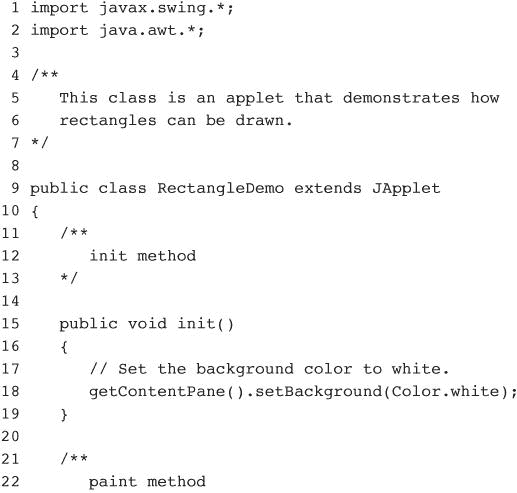 1 import javax.swing.*;
2 import java.awt.*;
3
4 /**
5    This class is an applet that demonstrates how
6    rectangles can be drawn.
7 */
8
9 public class RectangleDemo extends JApplet
10 {
11    /**
12       init method
13    */
14
15    public void init()
16    {
17       // Set the background color to white.
18       getContentPane().setBackground(Color.white);
19    }
20
21    /**
22       paint method